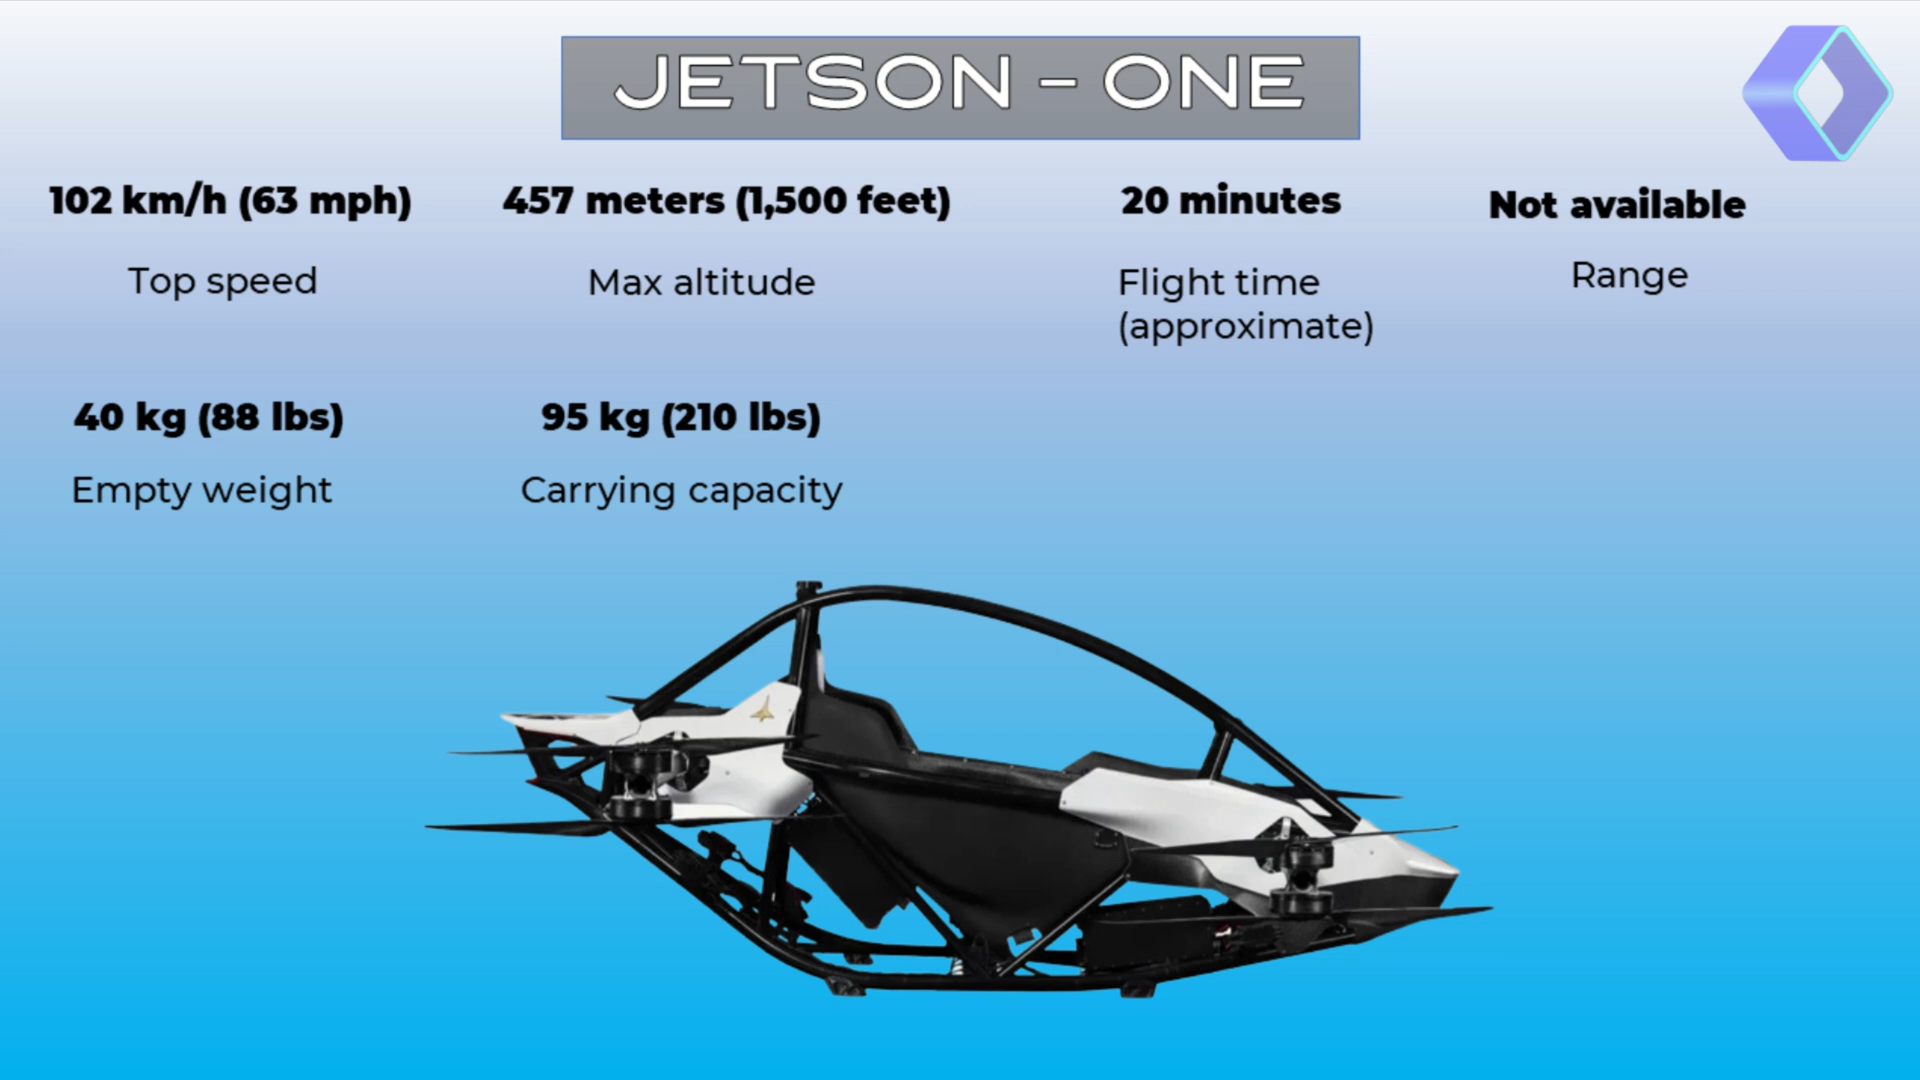 JETSON - ONE
102 km/h (63 mph)
Top speed
457 meters (1,500 feet)
Max altitude
20 minutes
Flight time
(approximate)
Not available
Range
40 kg (88 lbs)
Empty weight
95 kg (210 lbs)
Carrying capacity